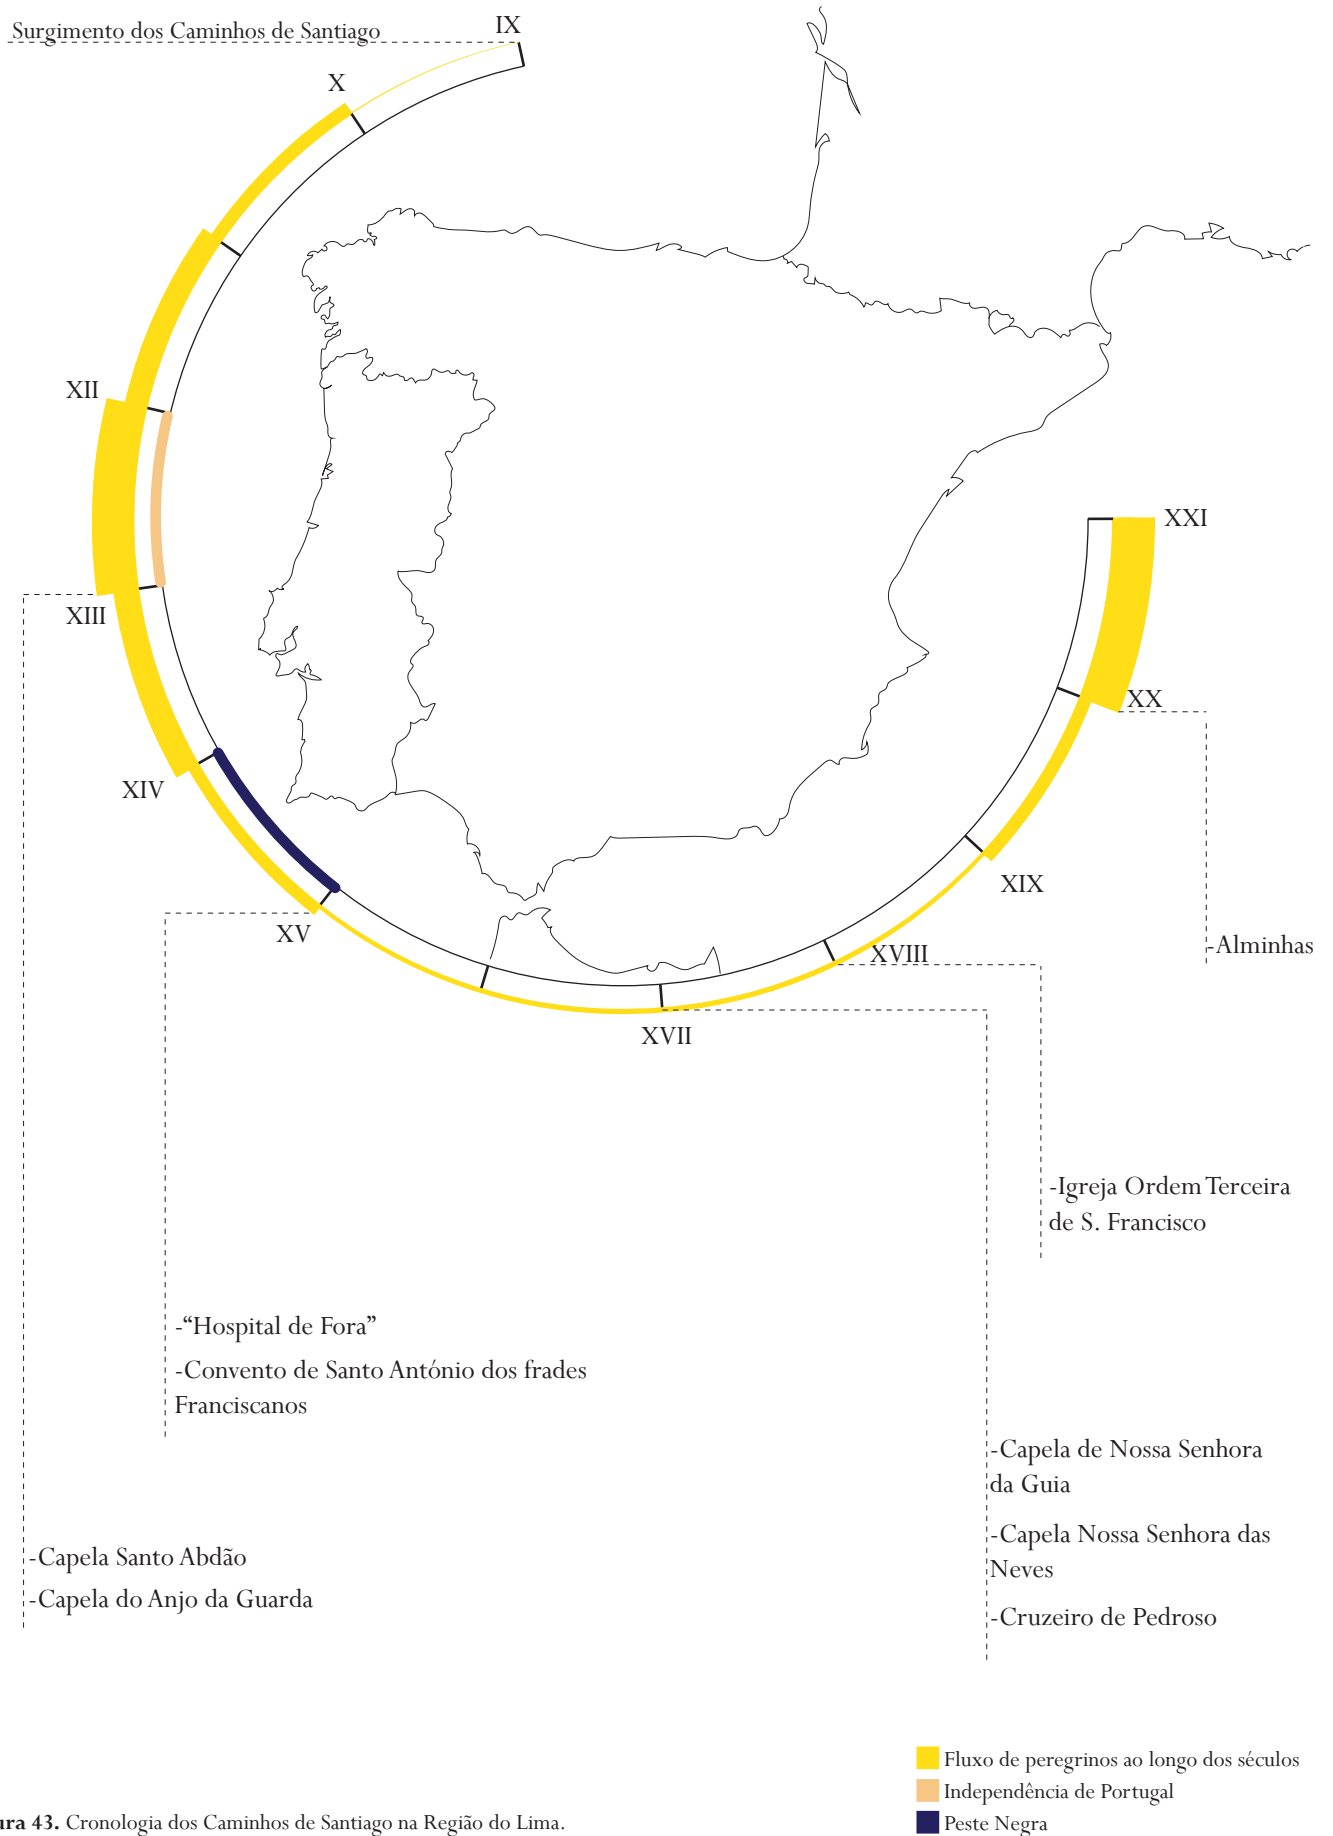 Surgimento dos Caminhos de Santiago
IX
X
XII
XIII
XIV
XV
XVII
XVIII
XIX
XX
XXI
-Alminhas
-Igreja Ordem Terceira
de S. Francisco
-“Hospital de Fora”
-Convento de Santo António dos frades
Franciscanos
-Capela de Nossa Senhora
da Guia
-Capela Nossa Senhora das
Neves
-Cruzeiro de Pedroso
-Capela Santo Abdão
-Capela do Anjo da Guarda
Fluxo de peregrinos ao longo dos séculos
Independência de Portugal
Peste Negra
ura 43. Cronologia dos Caminhos de Santiago na Região do Lima.